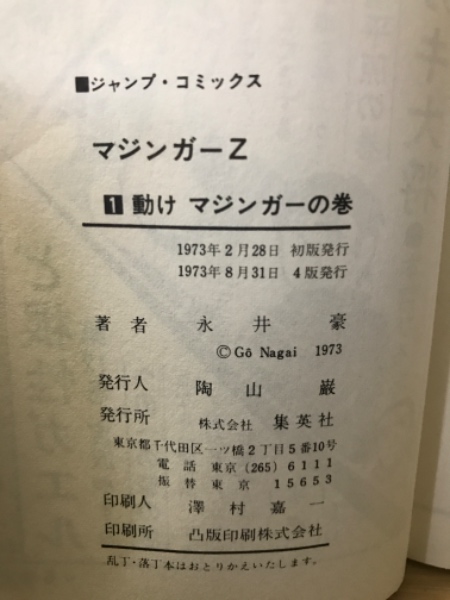 ■ジャンプ・コミックス
マジンガーZ
1 動け マジンガーの巻
1973年2月28日 初版発行
1973年8月31日 4版発行
著者 永井豪
©Gō Nagai 1973
発行人 陶山巌
発行所 株式会社 集英社
東京都千代田区一ツ橋2丁目5番10号
電話 東京(265)6111
振替 東京 15653
印刷人 澤村嘉一
印刷所 凸版印刷株式会社
乱丁・落丁本はおとりかえいたします。